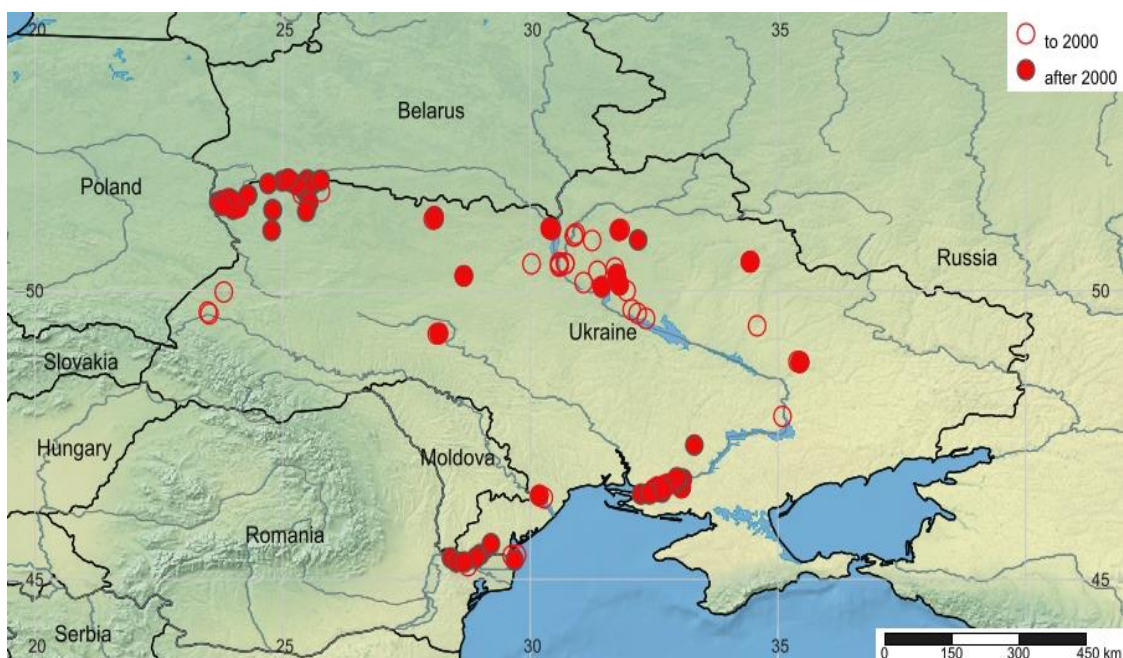 20 25 30 35
to 2000
after 2000
Belarus
Poland
Russia
50 50
Ukraine
Slovakia
Hungary
Moldova
Romania
45 45
Serbia
20 25 30 35
0 150 300 450 km